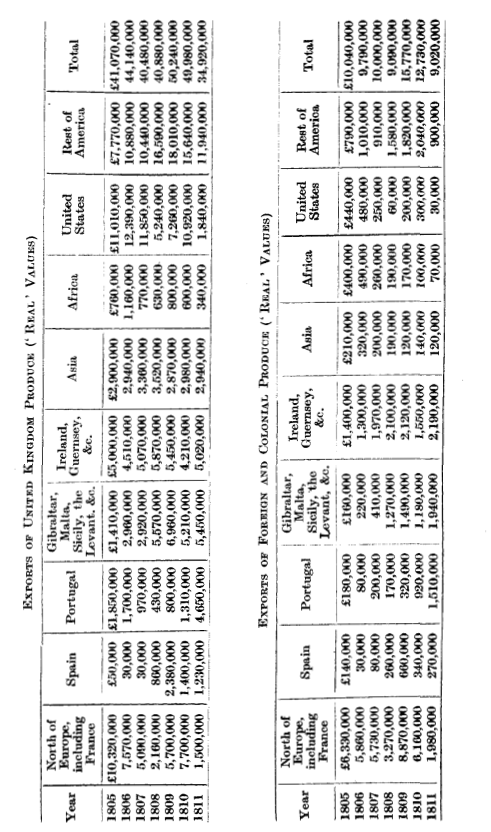 EXPORTS OF UNITED KINGDOM PRODUCE (‘ REAL ’ VALUES)
Year North of Europe, including France Spain Portugal Gibraltar, Malta, Sicily, the Levant, &c. Ireland, Guernsey, &c. Asia Africa United States Rest of America Total
1805 £10,320,000 £50,000 £1,850,000 £1,410,000 £5,000,000 £2,900,000 £760,000 £11,010,000 £7,770,000 £41,070,000
1806 7,570,000 30,000 1,700,000 2,960,000 4,510,000 2,940,000 1,160,000 12,390,000 10,880,000 44,140,000
1807 5,090,000 30,000 970,000 2,920,000 5,070,000 3,360,000 770,000 11,850,000 10,440,000 40,480,000
1808 2,160,000 860,000 430,000 5,570,000 5,870,000 3,520,000 630,000 5,240,000 16,590,000 40,880,000
1809 5,700,000 2,380,000 800,000 6,960,000 5,450,000 2,870,000 800,000 7,260,000 18,010,000 50,240,000
1810 7,700,000 1,400,000 1,310,000 5,210,000 4,210,000 2,980,000 600,000 10,920,000 15,640,000 49,980,000
1811 1,500,000 1,230,000 4,650,000 5,450,000 5,020,000 2,940,000 340,000 1,840,000 11,940,000 34,920,000
EXPORTS OF FOREIGN AND COLONIAL PRODUCE (‘ REAL ’ VALUES)
Year North of Europe, including France Spain Portugal Gibraltar, Malta, Sicily, the Levant, &c. Ireland, Guernsey, &c. Asia Africa United States Rest of America Total
1805 £6,330,000 £140,000 £180,000 £160,000 £1,400,000 £210,000 £400,000 £440,000 £790,000 £10,040,000
1806 5,860,000 30,000 80,000 220,000 1,300,000 320,000 490,000 480,000 1,010,000 9,790,000
1807 5,730,000 80,000 200,000 410,000 1,970,000 200,000 260,000 250,000 910,000 10,000,000
1808 3,270,000 260,000 170,000 1,270,000 2,100,000 190,000 190,000 60,000 1,580,000 9,090,000
1809 8,870,000 660,000 320,000 1,490,000 2,120,000 120,000 170,000 200,000 1,820,000 15,770,000
1810 6,160,000 340,000 920,000 1,180,000 1,550,000 140,000 100,000 300,000 2,040,000 12,730,000
1811 1,980,000 270,000 1,510,000 1,940,000 2,190,000 120,000 70,000 30,000 900,000 9,020,000